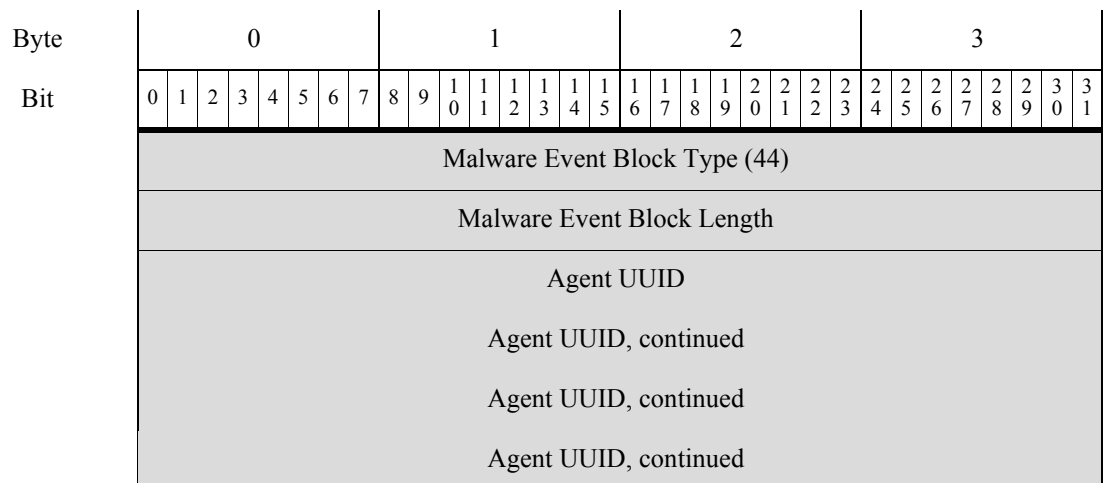 Byte 0 1 2 3
Bit 0 1 2 3 4 5 6 7 8 9 10 11 12 13 14 15 16 17 18 19 20 21 22 23 24 25 26 27 28 29 30 31
Malware Event Block Type (44)
Malware Event Block Length
Agent UUID
Agent UUID, continued
Agent UUID, continued
Agent UUID, continued